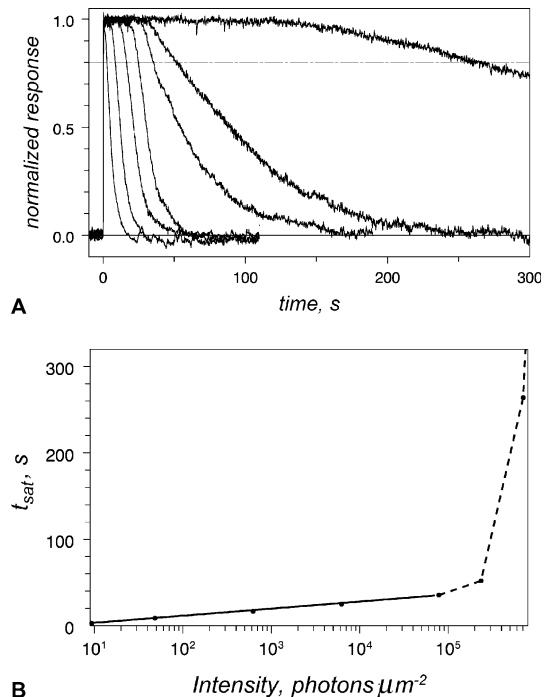 normalized response
1.0
0.5
0.0
0 100 200 300
time, s
A
t_sat, s
300
200
100
0
10^1 10^2 10^3 10^4 10^5
Intensity, photons·µm^-2
B